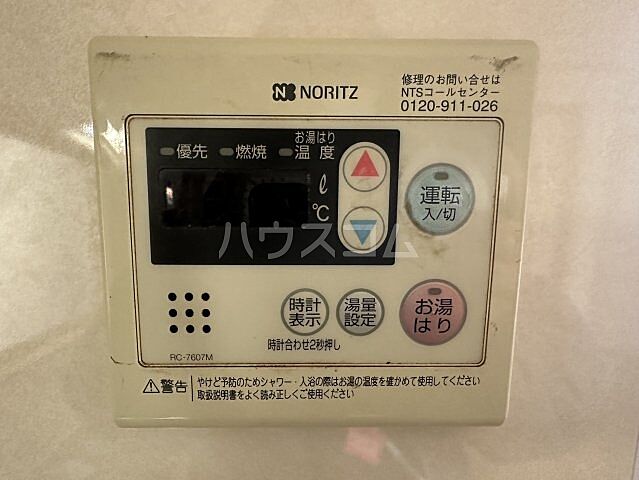 NORITZ
修理のお問い合せは
NTSコールセンター
0120-911-026
優先 燃焼 お湯はり
温度
ℓ
℃
運転
入/切
ハウスコム
時計
表示
湯量
設定
お湯
はり
時計合わせ2秒押し
RC-7607M
警告
やけど予防のためシャワー・入浴の際はお湯の温度を確かめて使用してください
取扱説明書をよく読み正しくご使用ください